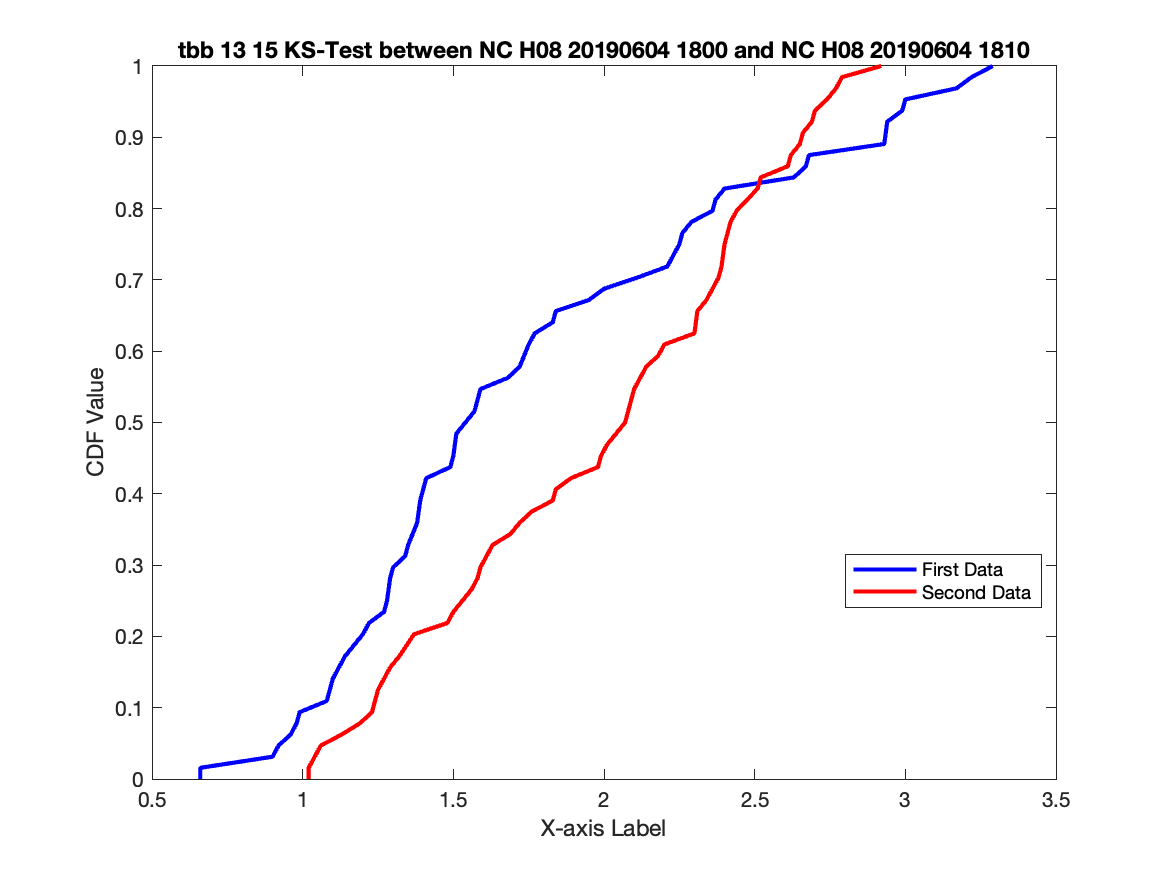 tbb 13 15 KS-Test between NC H08 20190604 1800 and NC H08 20190604 1810
1
0.9
0.8
0.7
0.6
0.5
0.4
0.3
0.2
0.1
0
CDF Value
First Data
Second Data
0.5 1 1.5 2 2.5 3 3.5
X-axis Label